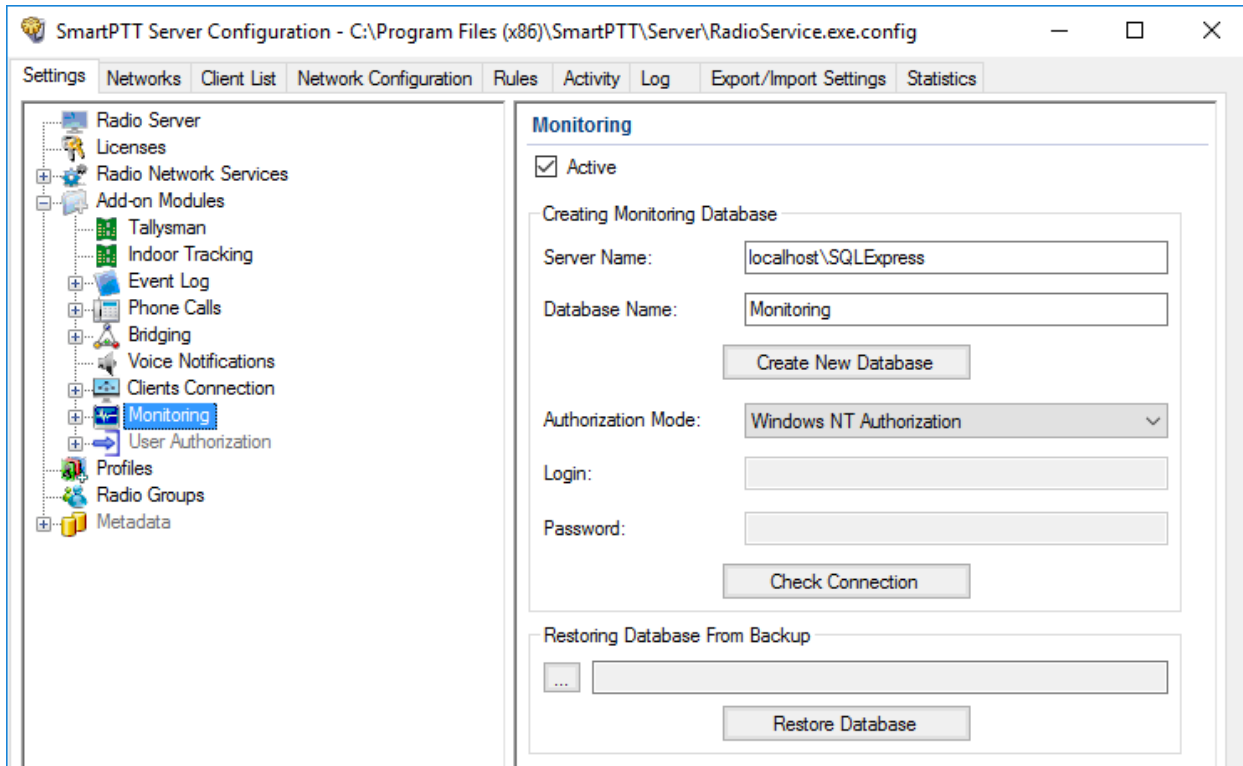 SmartPTT Server Configuration - C:\Program Files (x86)\SmartPTT\Server\RadioService.exe.config
Settings Networks Client List Network Configuration Rules Activity Log Export/Import Settings Statistics
Radio Server
Licenses
Radio Network Services
Add-on Modules
Tallysman
Indoor Tracking
Event Log
Phone Calls
Bridging
Voice Notifications
Clients Connection
Monitoring
User Authorization
Profiles
Radio Groups
Metadata
Monitoring
Active
Creating Monitoring Database
Server Name: localhost\SQLExpress
Database Name: Monitoring
Create New Database
Authorization Mode: Windows NT Authorization
Login:
Password:
Check Connection
Restoring Database From Backup
...
Restore Database